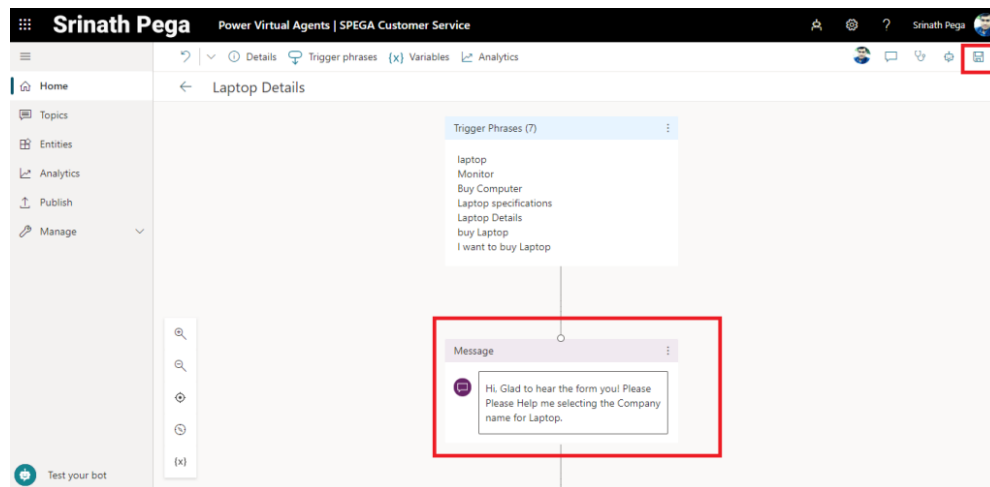 Srinath Pega
Power Virtual Agents | SPEGA Customer Service
? Srinath Pega
Details Trigger phrases {x} Variables Analytics
Home
Laptop Details
Topics
Entities
Analytics
Publish
Manage
Trigger Phrases (7)
laptop
Monitor
Buy Computer
Laptop specifications
Laptop Details
buy Laptop
I want to buy Laptop
Message
Hi, Glad to hear the form you! Please
Please Help me selecting the Company
name for Laptop.
{x}
Test your bot